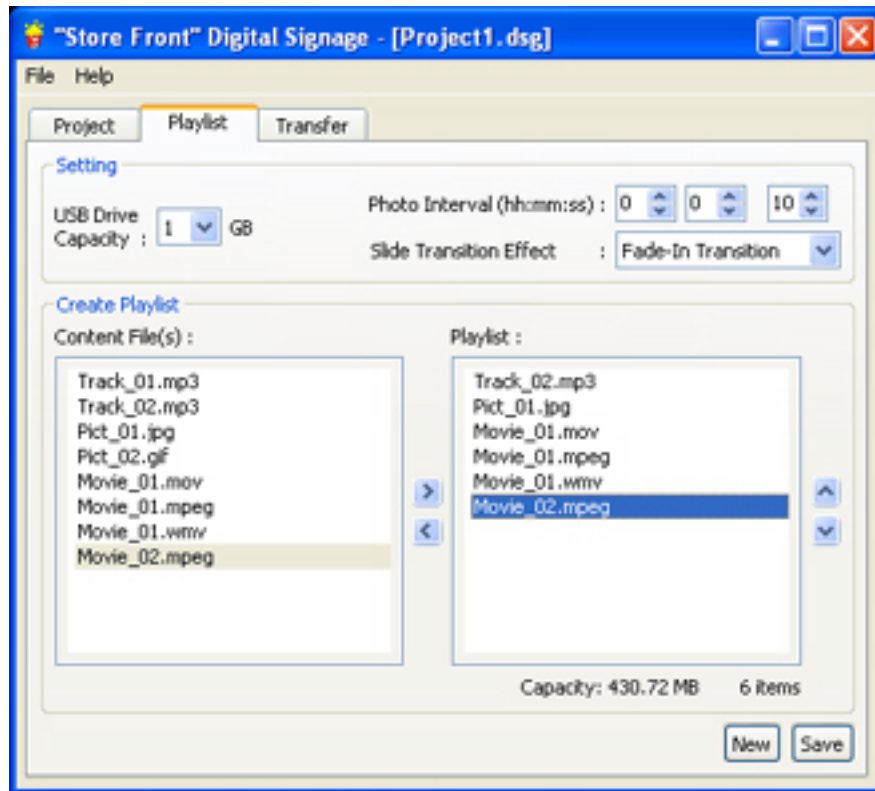 "Store Front" Digital Signage - [Project1.dsg]
File Help
Project Playlist Transfer
Setting
USB Drive
Capacity : 1 GB
Photo Interval (hh:mm:ss) : 0 0 10
Slide Transition Effect : Fade-In Transition
Create Playlist
Content File(s) :
Track_01.mp3
Track_02.mp3
Pict_01.jpg
Pict_02.gif
Movie_01.mov
Movie_01.mpeg
Movie_01.wmv
Movie_02.mpeg
Playlist :
Track_02.mp3
Pict_01.jpg
Movie_01.mov
Movie_01.mpeg
Movie_01.wmv
Movie_02.mpeg
Capacity: 430.72 MB 6 items
New Save